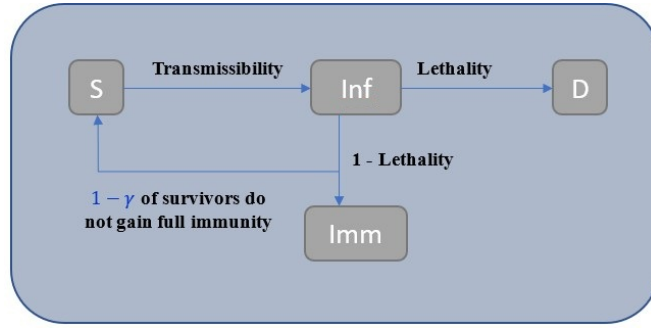 Transmissibility
Lethality
S
Inf
D
1 - Lethality
1 − γ of survivors do
not gain full immunity
Imm